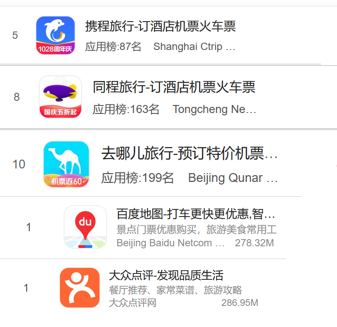 5
携程旅行-订酒店机票火车票
应用榜:87名 Shanghai Ctrip …
1028周年庆
8
同程旅行-订酒店机票火车票
应用榜:163名 Tongcheng Ne…
国庆五折起
10
去哪儿旅行-预订特价机票…
应用榜:199名 Beijing Qunar …
机票返60
1
百度地图-打车更快更优惠,智…
景点门票优惠购买，旅游美食常用工
Beijing Baidu Netcom … 278.32M
du
1
大众点评-发现品质生活
餐厅推荐、家常菜谱、旅游攻略
大众点评网 286.95M